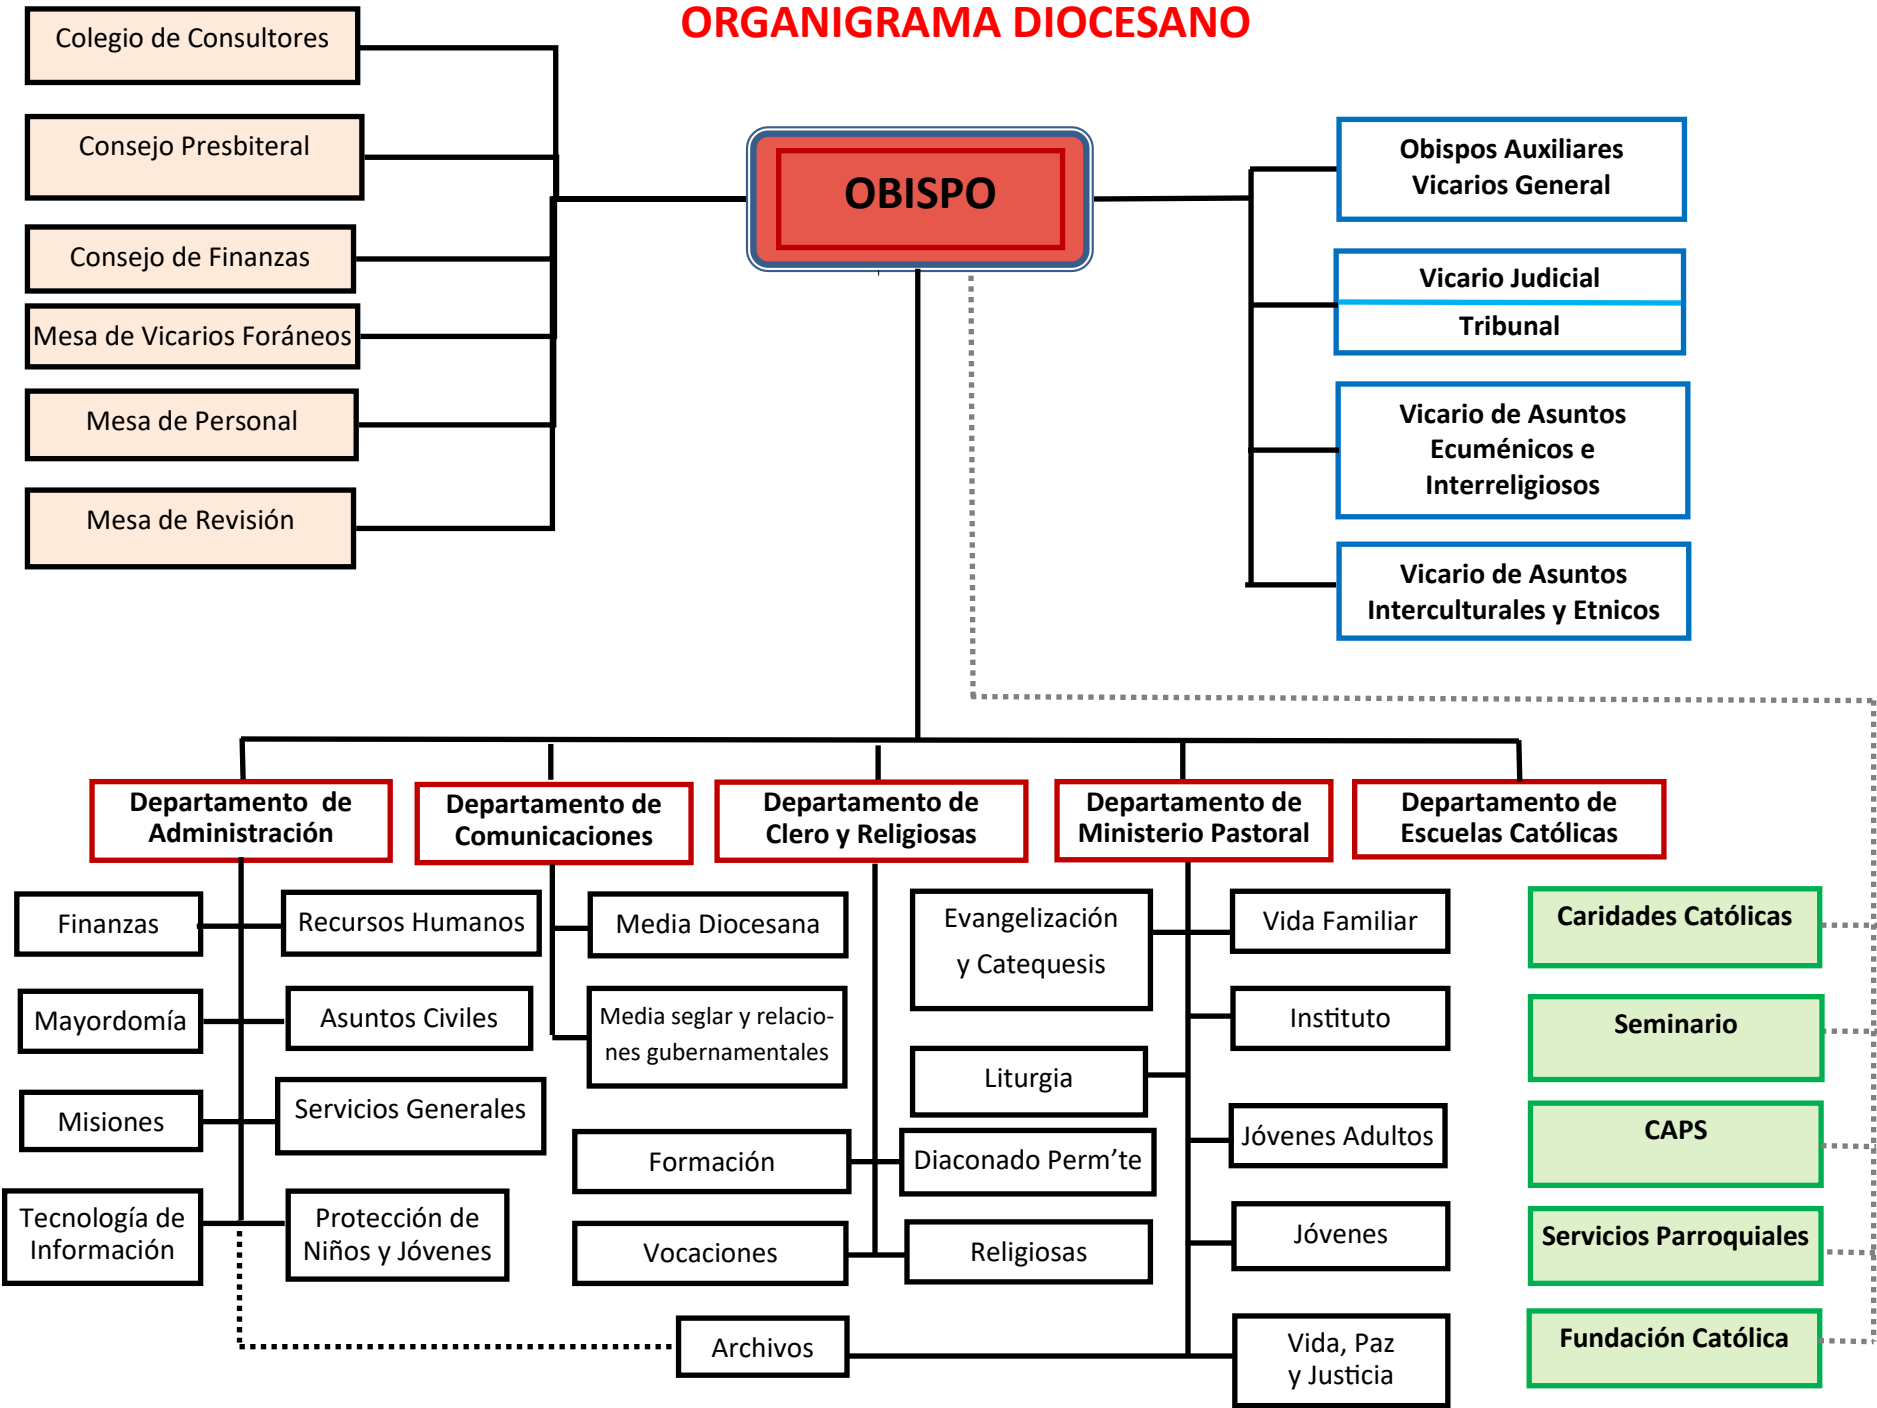 ORGANIGRAMA DIOCESANO
Colegio de Consultores
Consejo Presbiteral
Consejo de Finanzas
Mesa de Vicarios Foráneos
Mesa de Personal
Mesa de Revisión
OBISPO
Obispos Auxiliares
Vicarios General
Vicario Judicial
Tribunal
Vicario de Asuntos
Ecuménicos e
Interreligiosos
Vicario de Asuntos
Interculturales y Etnicos
Departamento de
Administración
Departamento de
Comunicaciones
Departamento de
Clero y Religiosas
Departamento de
Ministerio Pastoral
Departamento de
Escuelas Católicas
Finanzas
Recursos Humanos
Mayordomía
Asuntos Civiles
Misiones
Servicios Generales
Tecnología de
Información
Protección de
Niños y Jóvenes
Media Diocesana
Media seglar y relacio-
nes gubernamentales
Formación
Diaconado Perm’te
Vocaciones
Religiosas
Archivos
Evangelización
y Catequesis
Vida Familiar
Instituto
Liturgia
Jóvenes Adultos
Jóvenes
Vida, Paz
y Justicia
Caridades Católicas
Seminario
CAPS
Servicios Parroquiales
Fundación Católica